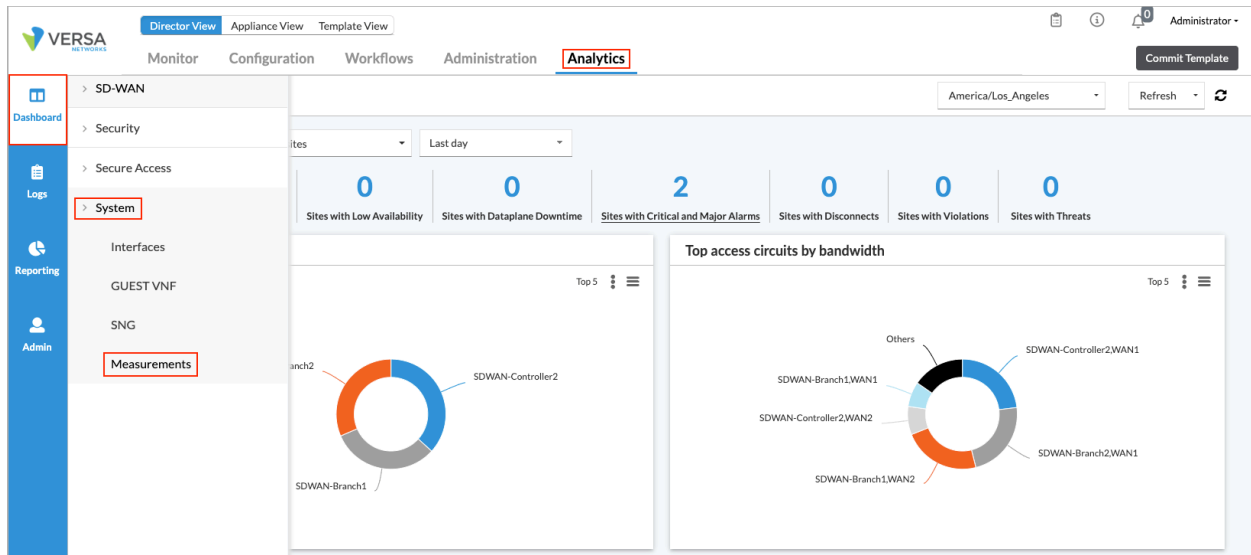 VERSA
NETWORKS
Director View Appliance View Template View
0
Administrator
Monitor Configuration Workflows Administration Analytics
Commit Template
Dashboard
Logs
Reporting
Admin
> SD-WAN
> Security
> Secure Access
> System
Interfaces
GUEST VNF
SNG
Measurements
America/Los_Angeles
Refresh
ites
Last day
0
Sites with Low Availability
0
Sites with Dataplane Downtime
2
Sites with Critical and Major Alarms
0
Sites with Disconnects
0
Sites with Violations
0
Sites with Threats
Top 5
anch2
SDWAN-Controller2
SDWAN-Branch1
Top access circuits by bandwidth
Top 5
Others
SDWAN-Controller2,WAN1
SDWAN-Branch1,WAN1
SDWAN-Controller2,WAN2
SDWAN-Branch2,WAN1
SDWAN-Branch1,WAN2